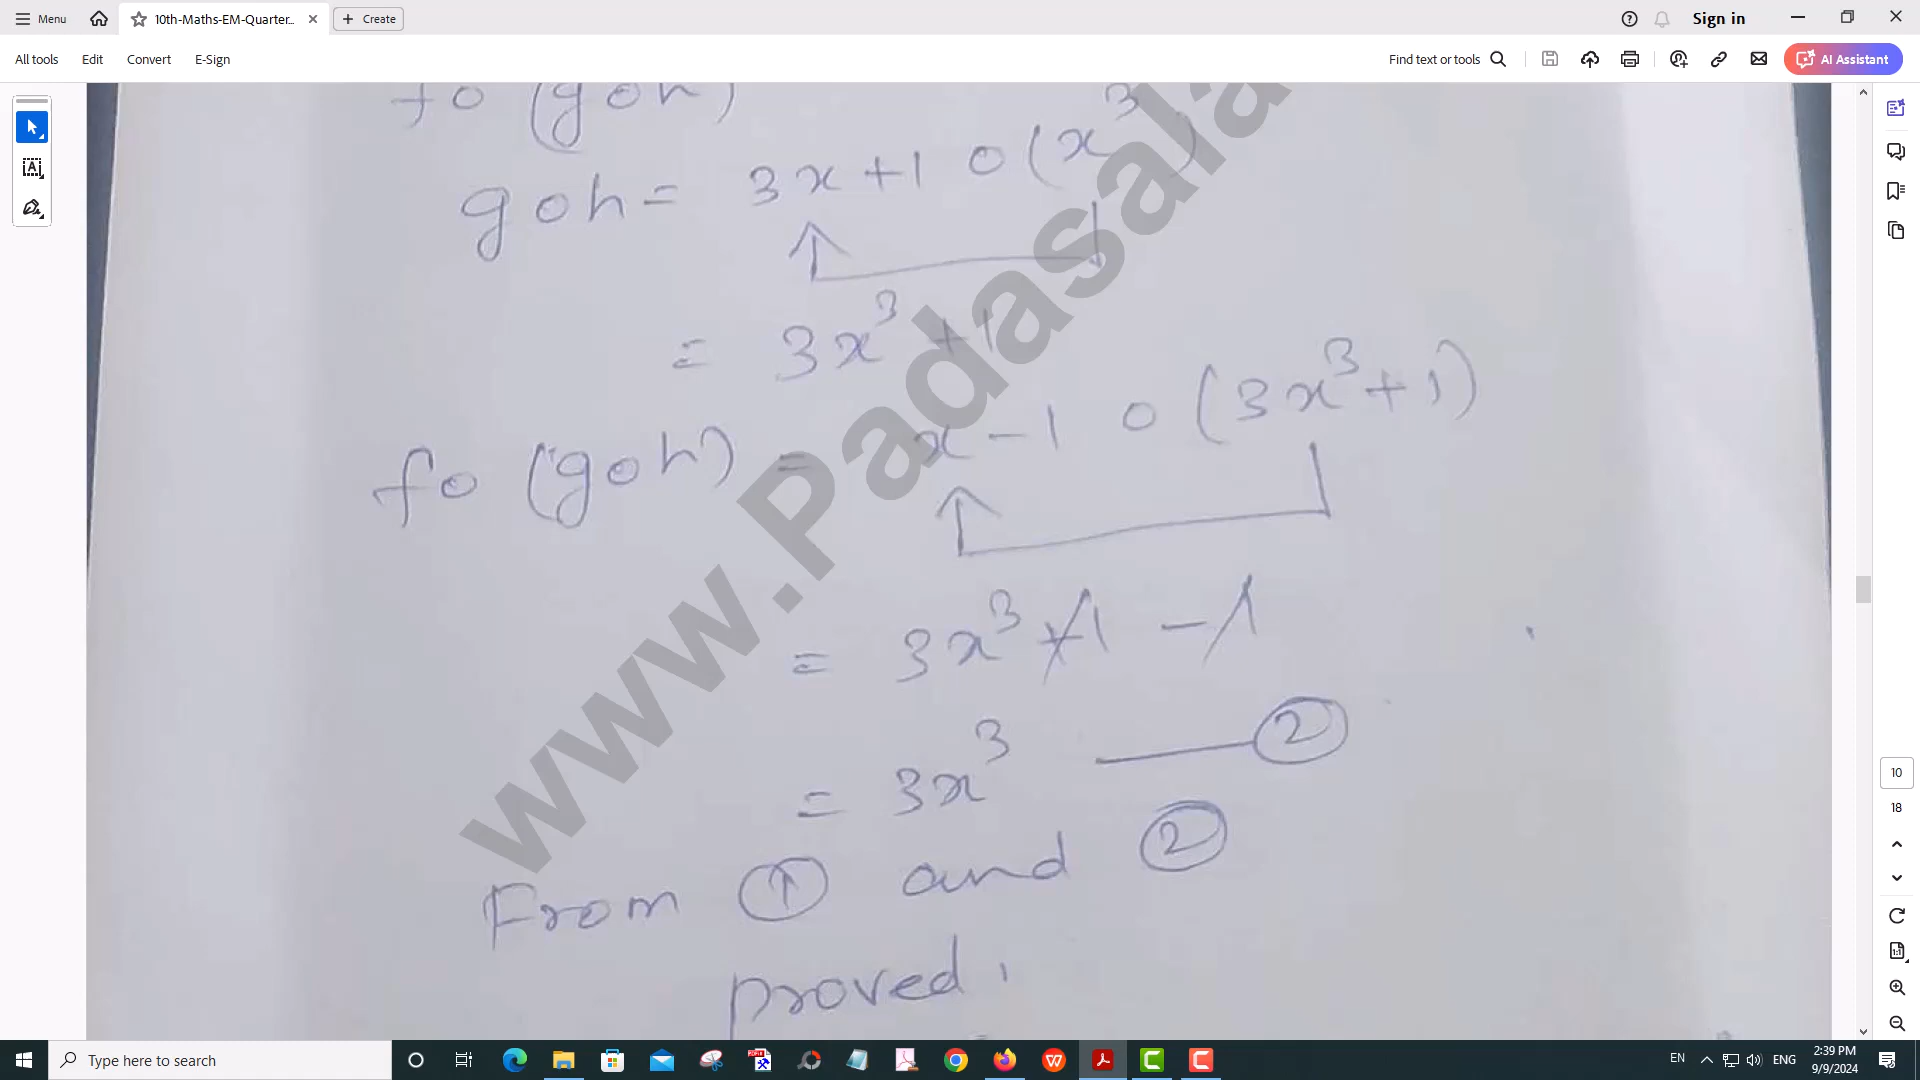 Menu
10th-Maths-EM-Quarter...
Create
Sign in
All tools
Edit
Convert
E-Sign
Find text or tools
AI Assistant
fo (goh)
goh = 3x+1 o (x³)
= 3x³ +1
fo (goh) = x-1 o (3x³+1)
= 3x³ +1 -1
= 3x³ — ②
From ① and ②
proved.
www.Padasala
10
18
Type here to search
EN
ENG
2:39 PM
9/9/2024